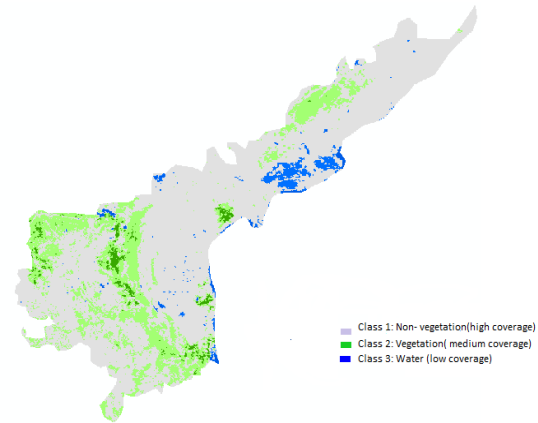 Class 1: Non- vegetation(high coverage)
Class 2: Vegetation( medium coverage)
Class 3: Water (low coverage)